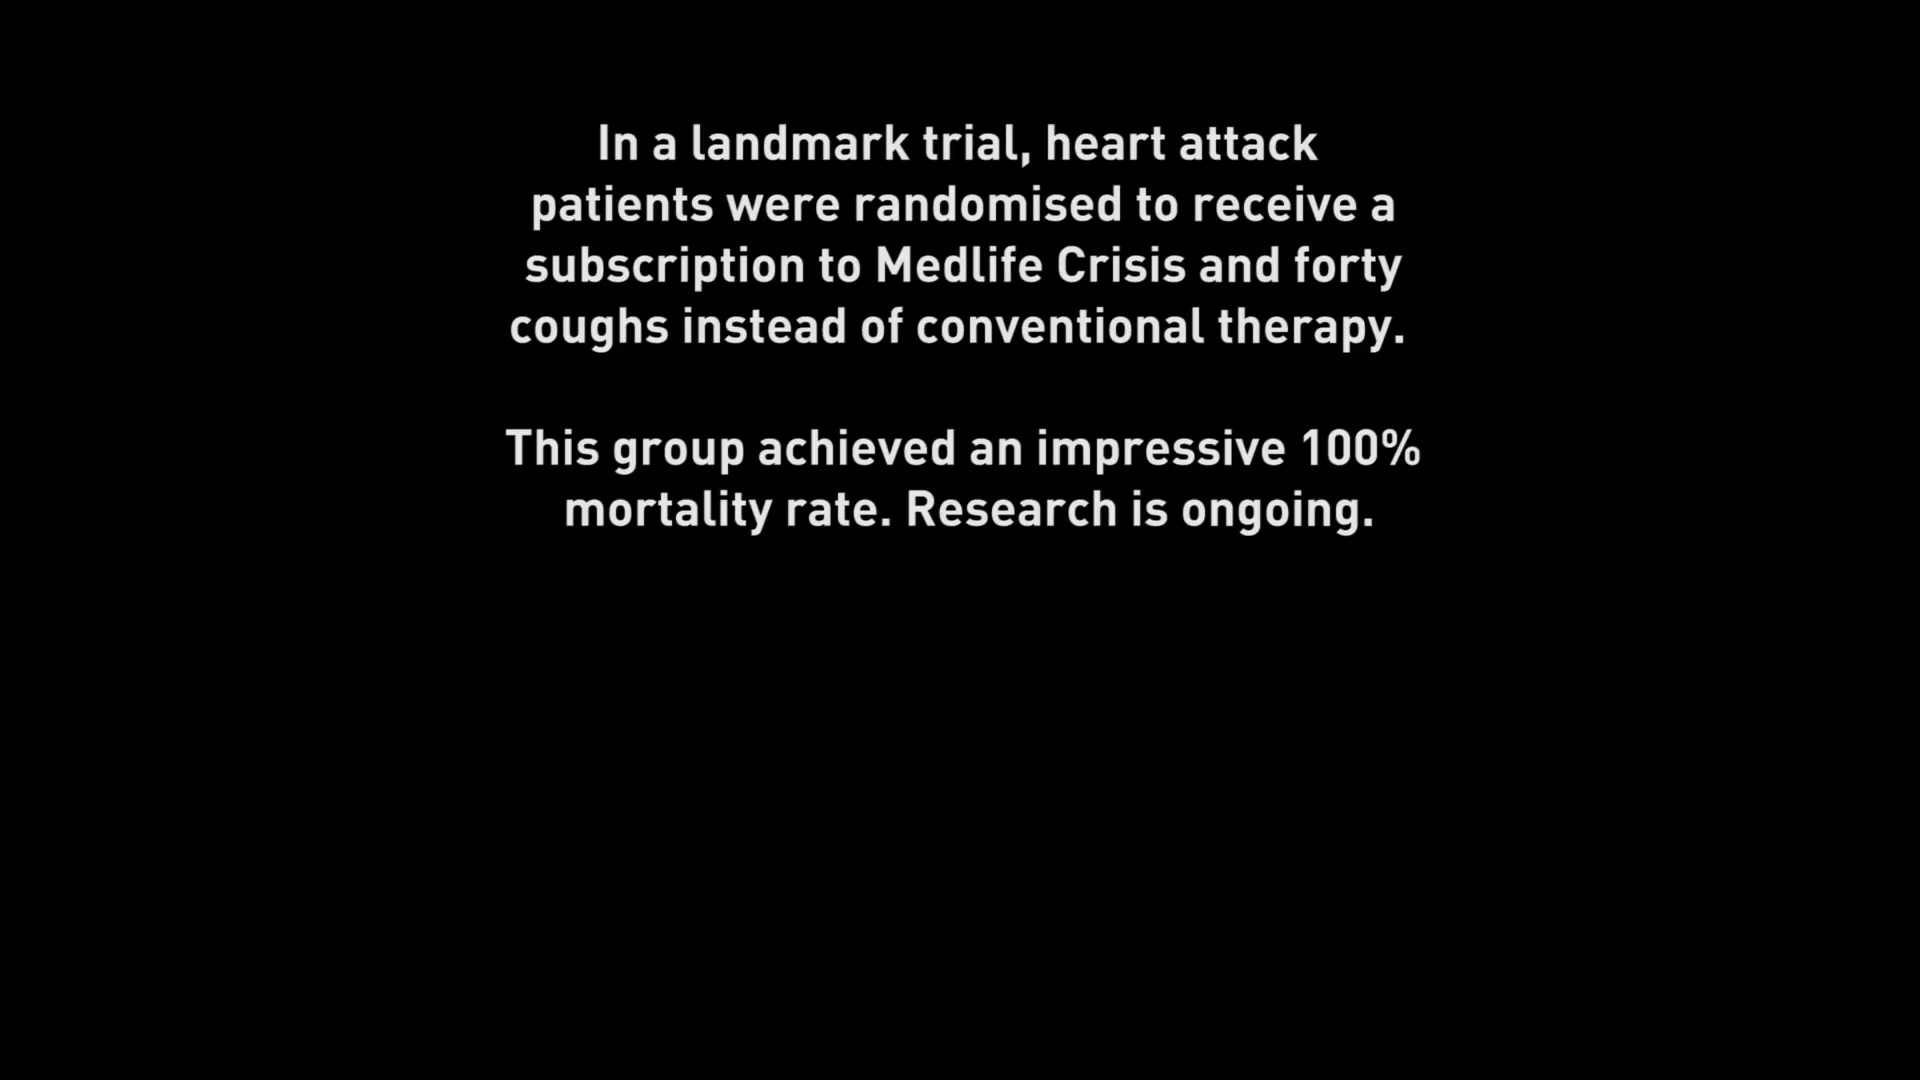 In a landmark trial, heart attack
patients were randomised to receive a
subscription to Medlife Crisis and forty
coughs instead of conventional therapy.
This group achieved an impressive 100%
mortality rate. Research is ongoing.